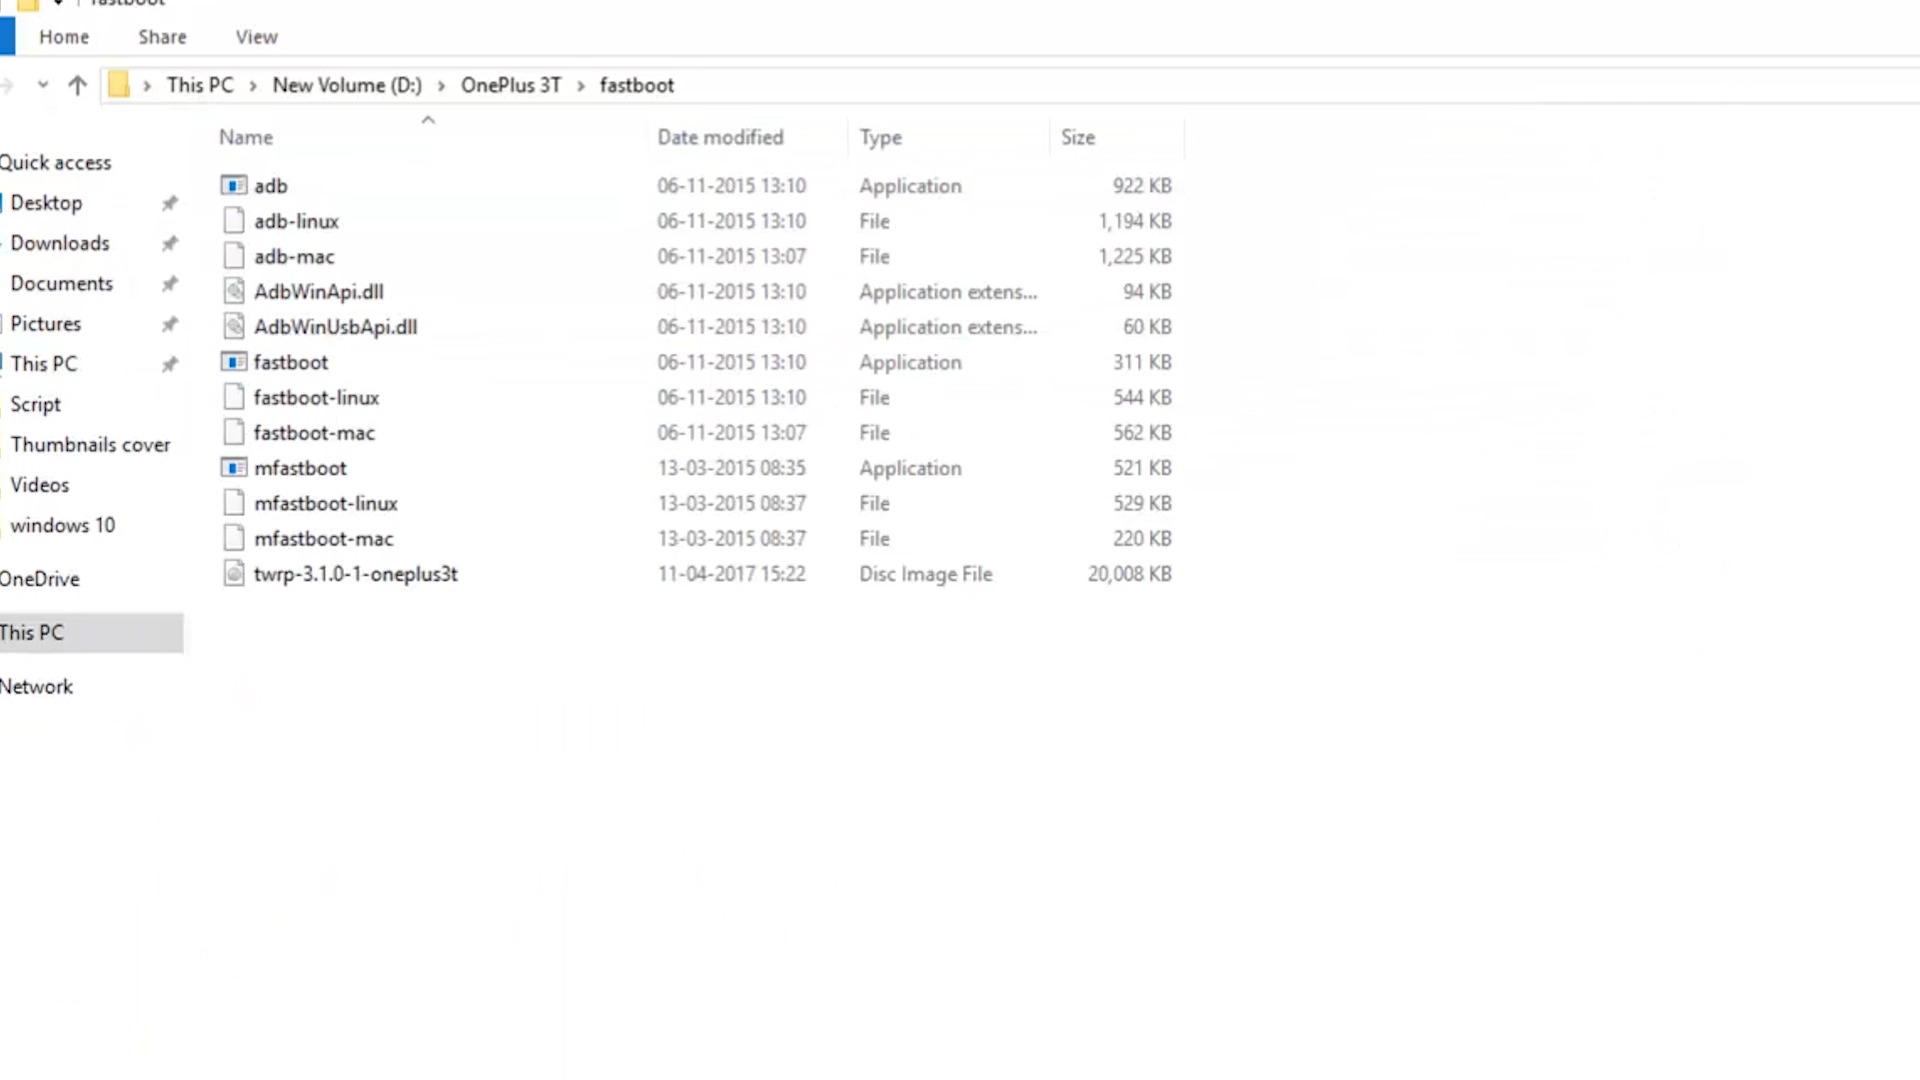 fastboot
Home Share View
This PC > New Volume (D:) > OnePlus 3T > fastboot
Name Date modified Type Size
Quick access
Desktop
Downloads
Documents
Pictures
This PC
Script
Thumbnails cover
Videos
windows 10
OneDrive
This PC
Network
adb 06-11-2015 13:10 Application 922 KB
adb-linux 06-11-2015 13:10 File 1,194 KB
adb-mac 06-11-2015 13:07 File 1,225 KB
AdbWinApi.dll 06-11-2015 13:10 Application extens... 94 KB
AdbWinUsbApi.dll 06-11-2015 13:10 Application extens... 60 KB
fastboot 06-11-2015 13:10 Application 311 KB
fastboot-linux 06-11-2015 13:10 File 544 KB
fastboot-mac 06-11-2015 13:07 File 562 KB
mfastboot 13-03-2015 08:35 Application 521 KB
mfastboot-linux 13-03-2015 08:37 File 529 KB
mfastboot-mac 13-03-2015 08:37 File 220 KB
twrp-3.1.0-1-oneplus3t 11-04-2017 15:22 Disc Image File 20,008 KB